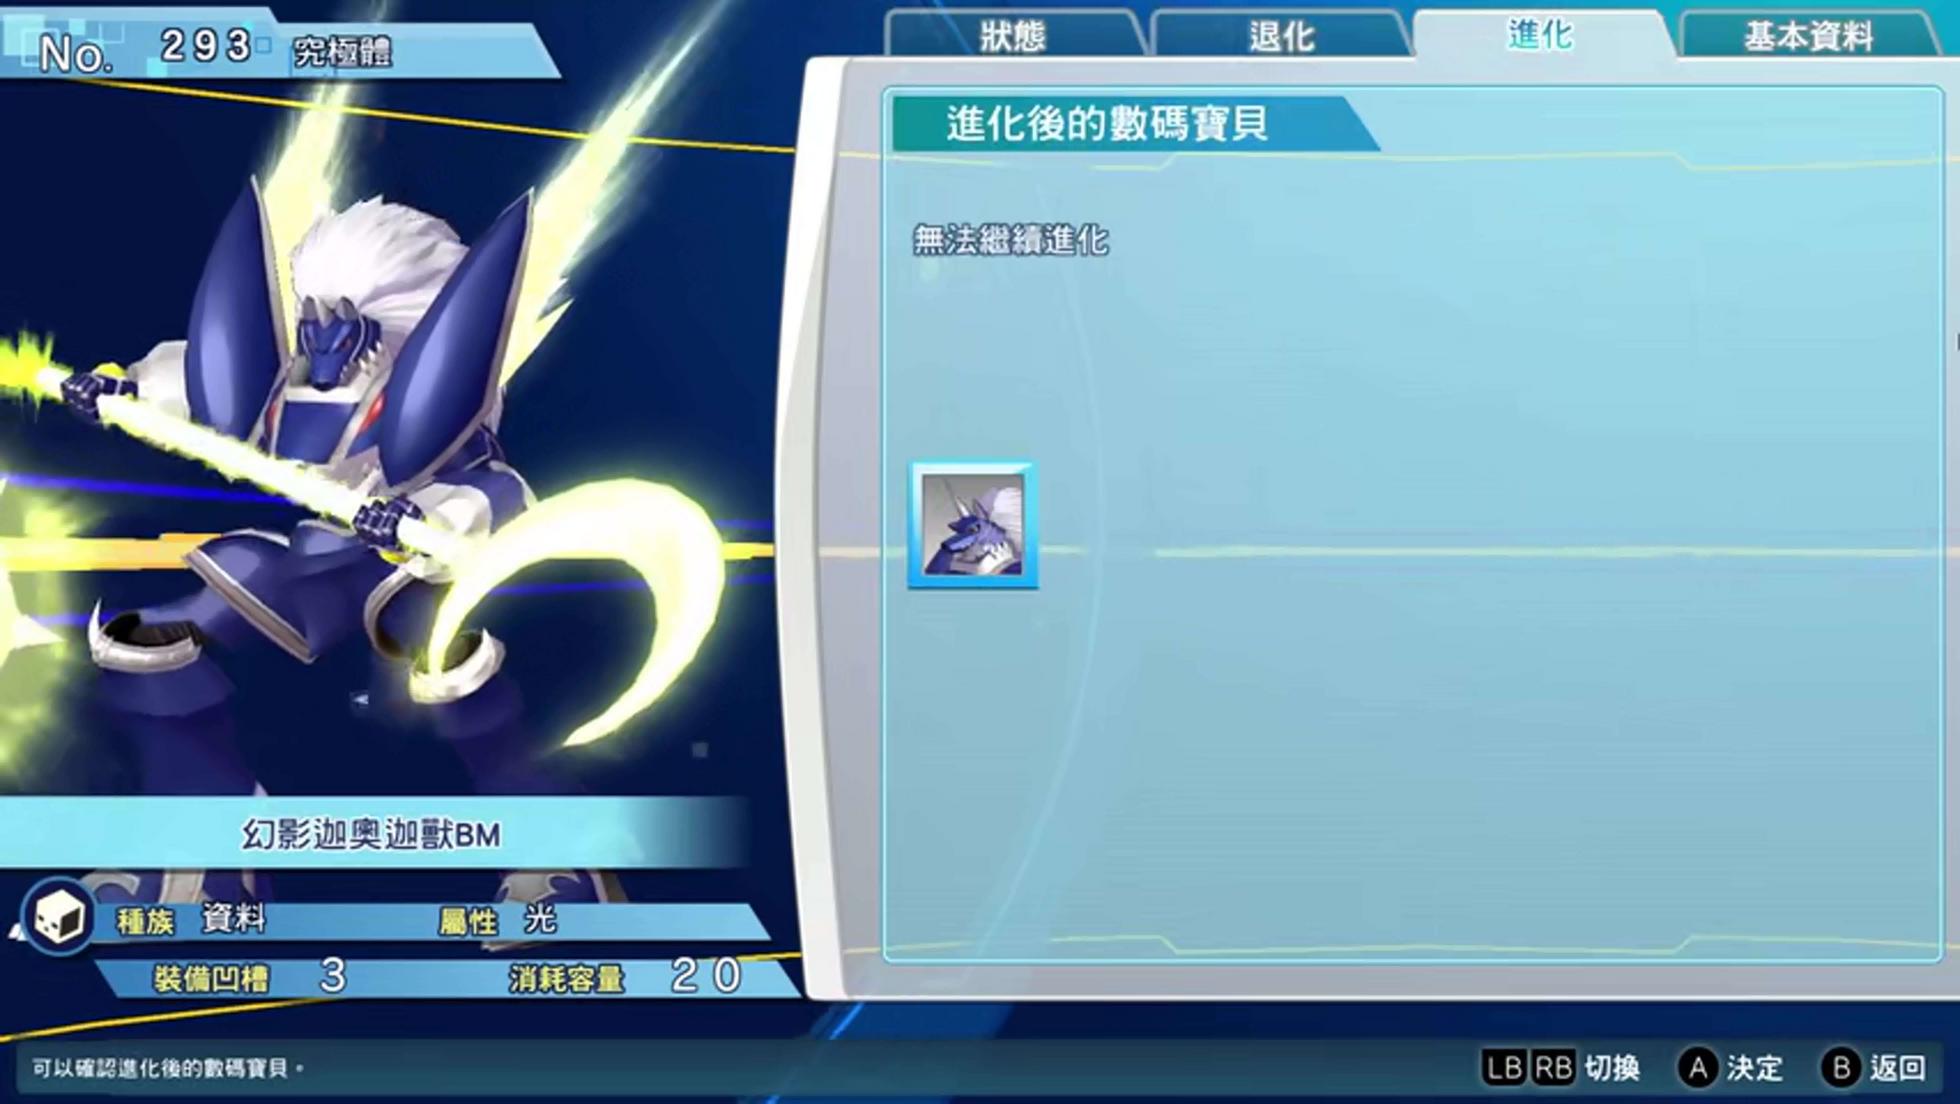 No. 293 究極體
狀態 退化 進化 基本資料
進化後的數碼寶貝
無法繼續進化
幻影迦奧迦獸BM
種族 資料 屬性 光
裝備凹槽 3 消耗容量 20
可以確認進化後的數碼寶貝。
LB RB 切換 A 決定 B 返回